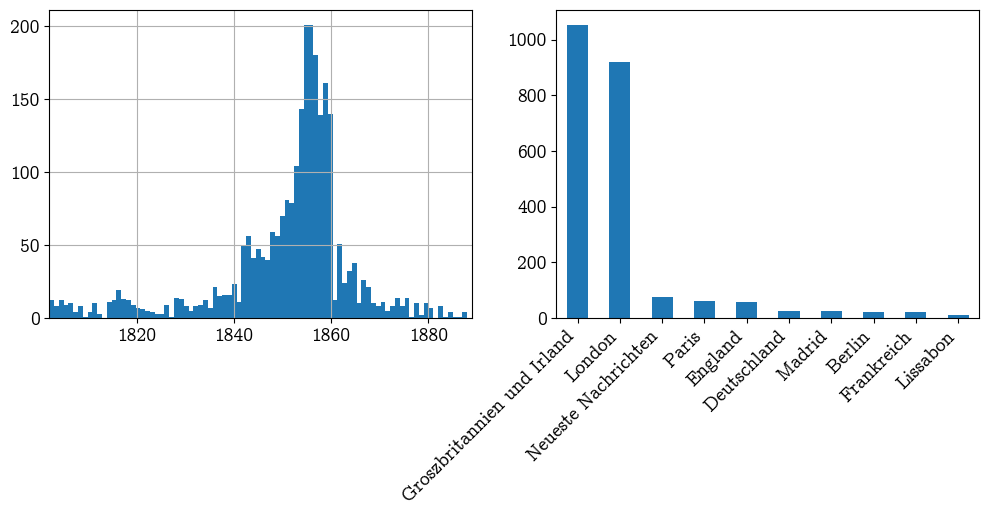 200
150
100
50
0
1820 1840 1860 1880
1000
800
600
400
200
0
Groszbritannien und Irland
London
Neueste Nachrichten
Paris
England
Deutschland
Madrid
Berlin
Frankreich
Lissabon